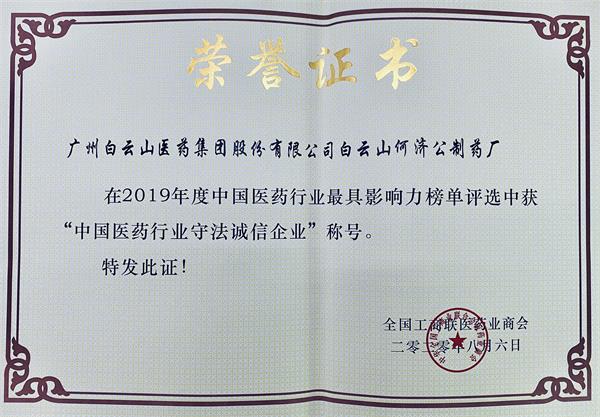 荣誉证书
广州白云山医药集团股份有限公司白云山何济公制药厂
在2019年度中国医药行业最具影响力榜单评选中获
“中国医药行业守法诚信企业”称号。
特发此证!
全国工商联医药业商会
二零二零年八月六日